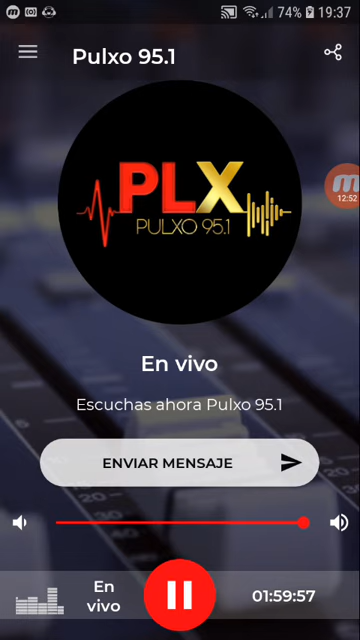 74% 19:37
Pulxo 95.1
12:52
PLX
PULXO 95.1
En vivo
Escuchas ahora Pulxo 95.1
ENVIAR MENSAJE
En
vivo
01:59:57